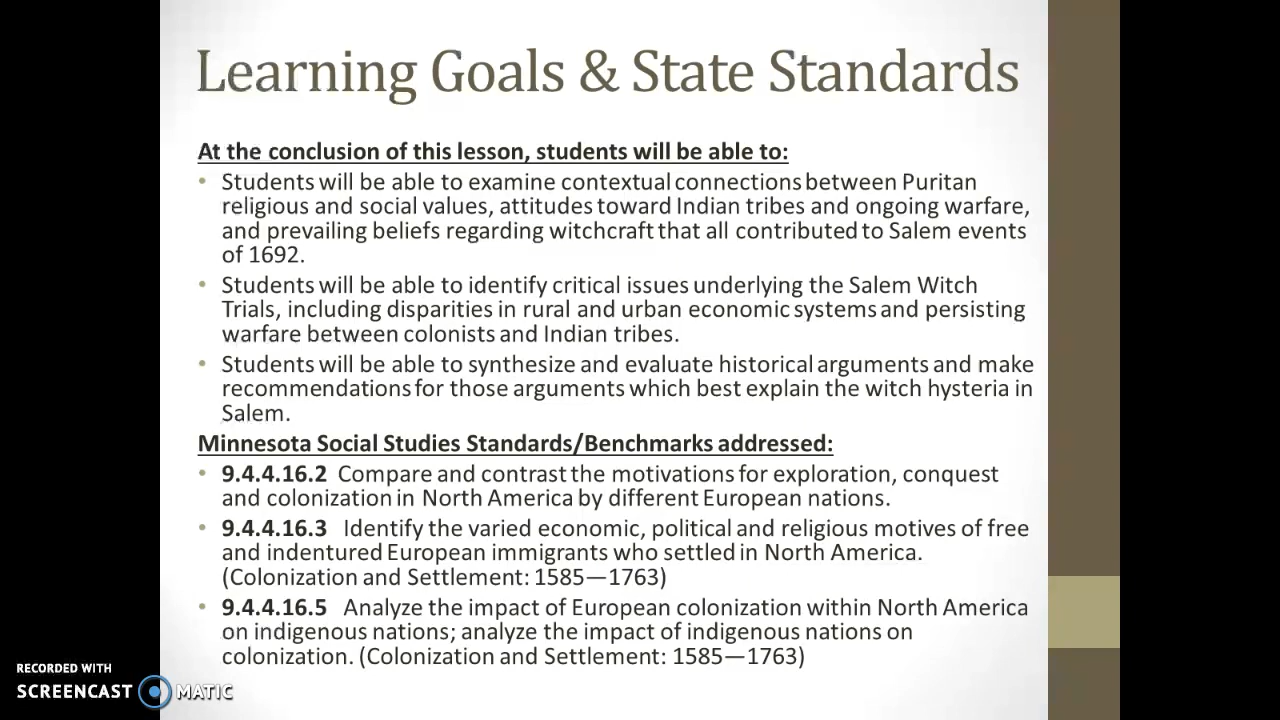 Learning Goals & State Standards
At the conclusion of this lesson, students will be able to:
• Students will be able to examine contextual connections between Puritan
religious and social values, attitudes toward Indian tribes and ongoing warfare,
and prevailing beliefs regarding witchcraft that all contributed to Salem events
of 1692.
• Students will be able to identify critical issues underlying the Salem Witch
Trials, including disparities in rural and urban economic systems and persisting
warfare between colonists and Indian tribes.
• Students will be able to synthesize and evaluate historical arguments and make
recommendations for those arguments which best explain the witch hysteria in
Salem.
Minnesota Social Studies Standards/Benchmarks addressed:
• 9.4.4.16.2 Compare and contrast the motivations for exploration, conquest
and colonization in North America by different European nations.
• 9.4.4.16.3 Identify the varied economic, political and religious motives of free
and indentured European immigrants who settled in North America.
(Colonization and Settlement: 1585—1763)
• 9.4.4.16.5 Analyze the impact of European colonization within North America
on indigenous nations; analyze the impact of indigenous nations on
colonization. (Colonization and Settlement: 1585—1763)
RECORDED WITH
SCREENCAST MATIC